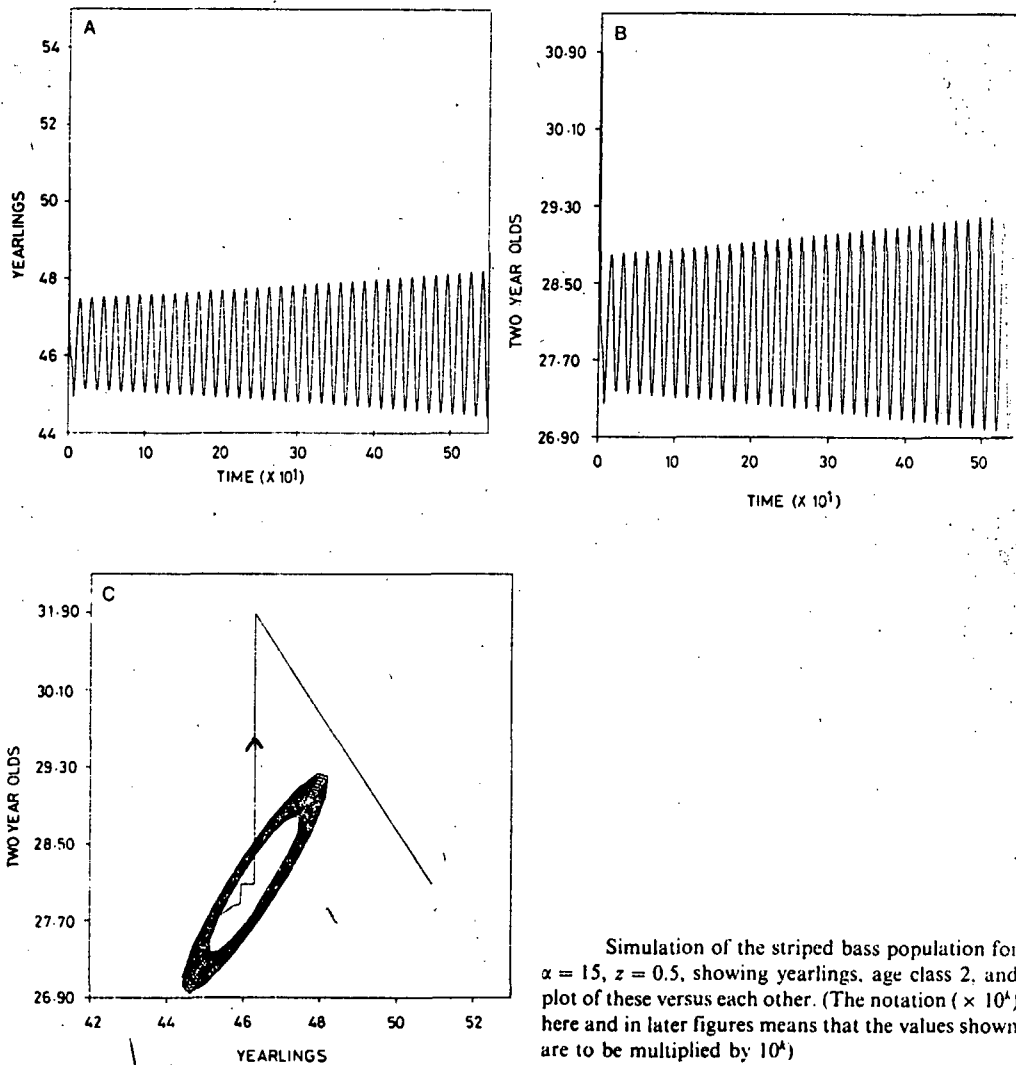 A
54
52
50
48
46
44
YEARLINGS
0 10 20 30 40 50
TIME (× 10¹)
B
30·90
30·10
29·30
28·50
27·70
26·90
TWO YEAR OLDS
0 10 20 30 40 50
TIME (× 10¹)
C
31·90
30·10
29·30
28·50
27·70
26·90
TWO YEAR OLDS
42 44 46 48 50 52
YEARLINGS
Simulation of the striped bass population for
α = 15, z = 0.5, showing yearlings, age class 2, and
plot of these versus each other. (The notation ( × 10ᵏ)
here and in later figures means that the values shown
are to be multiplied by 10ᵏ)